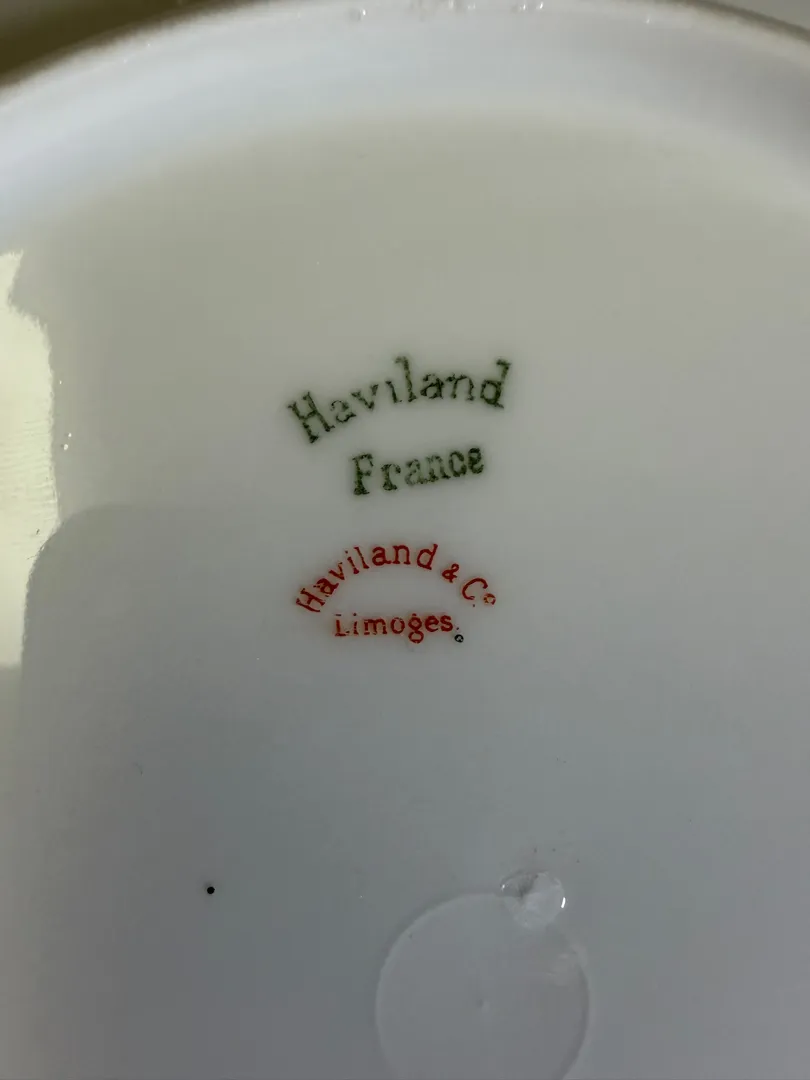 Haviland
France
Haviland & Co
Limoges.